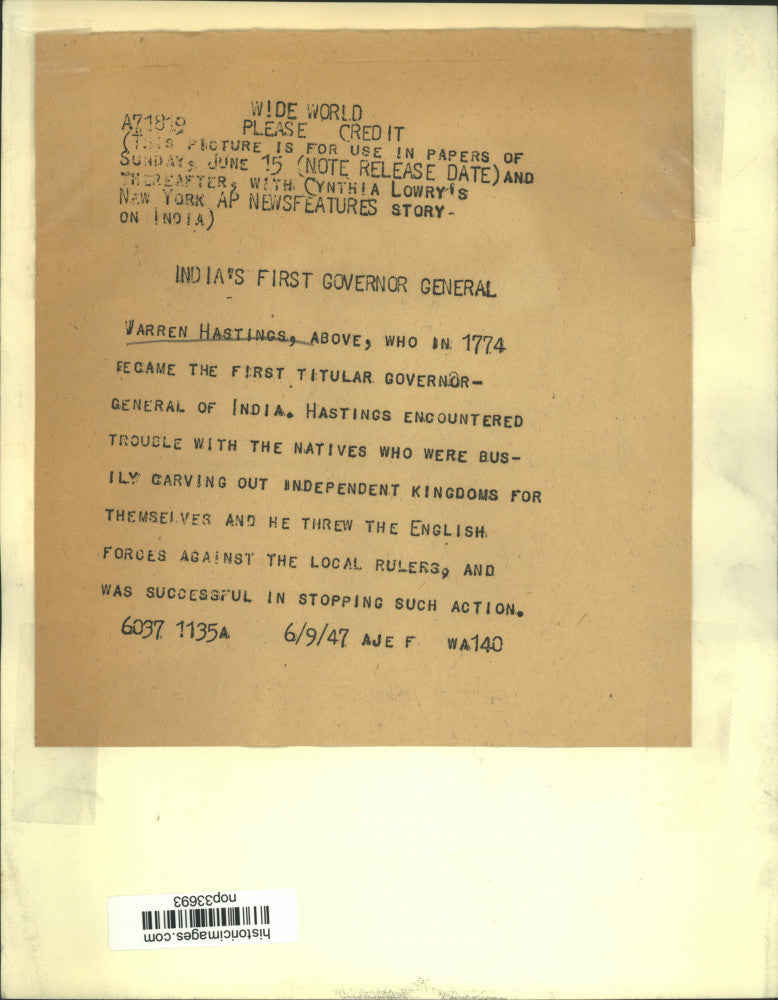 WIDE WORLD
A71819 PLEASE CREDIT
(THIS PICTURE IS FOR USE IN PAPERS OF
SUNDAY, JUNE 15 (NOTE RELEASE DATE) AND
THEREAFTER, WITH CYNTHIA LOWRY'S
NEW YORK AP NEWSFEATURES STORY-
ON INDIA)
INDIA'S FIRST GOVERNOR GENERAL
WARREN HASTINGS, ABOVE, WHO IN 1774
BECAME THE FIRST TITULAR GOVERNOR-
GENERAL OF INDIA. HASTINGS ENCOUNTERED
TROUBLE WITH THE NATIVES WHO WERE BUS-
ILY CARVING OUT INDEPENDENT KINGDOMS FOR
THEMSELVES AND HE THREW THE ENGLISH
FORCES AGAINST THE LOCAL RULERS, AND
WAS SUCCESSFUL IN STOPPING SUCH ACTION.
6037 1135A 6/9/47 AJE F WA140
historicimages.com
nop33693